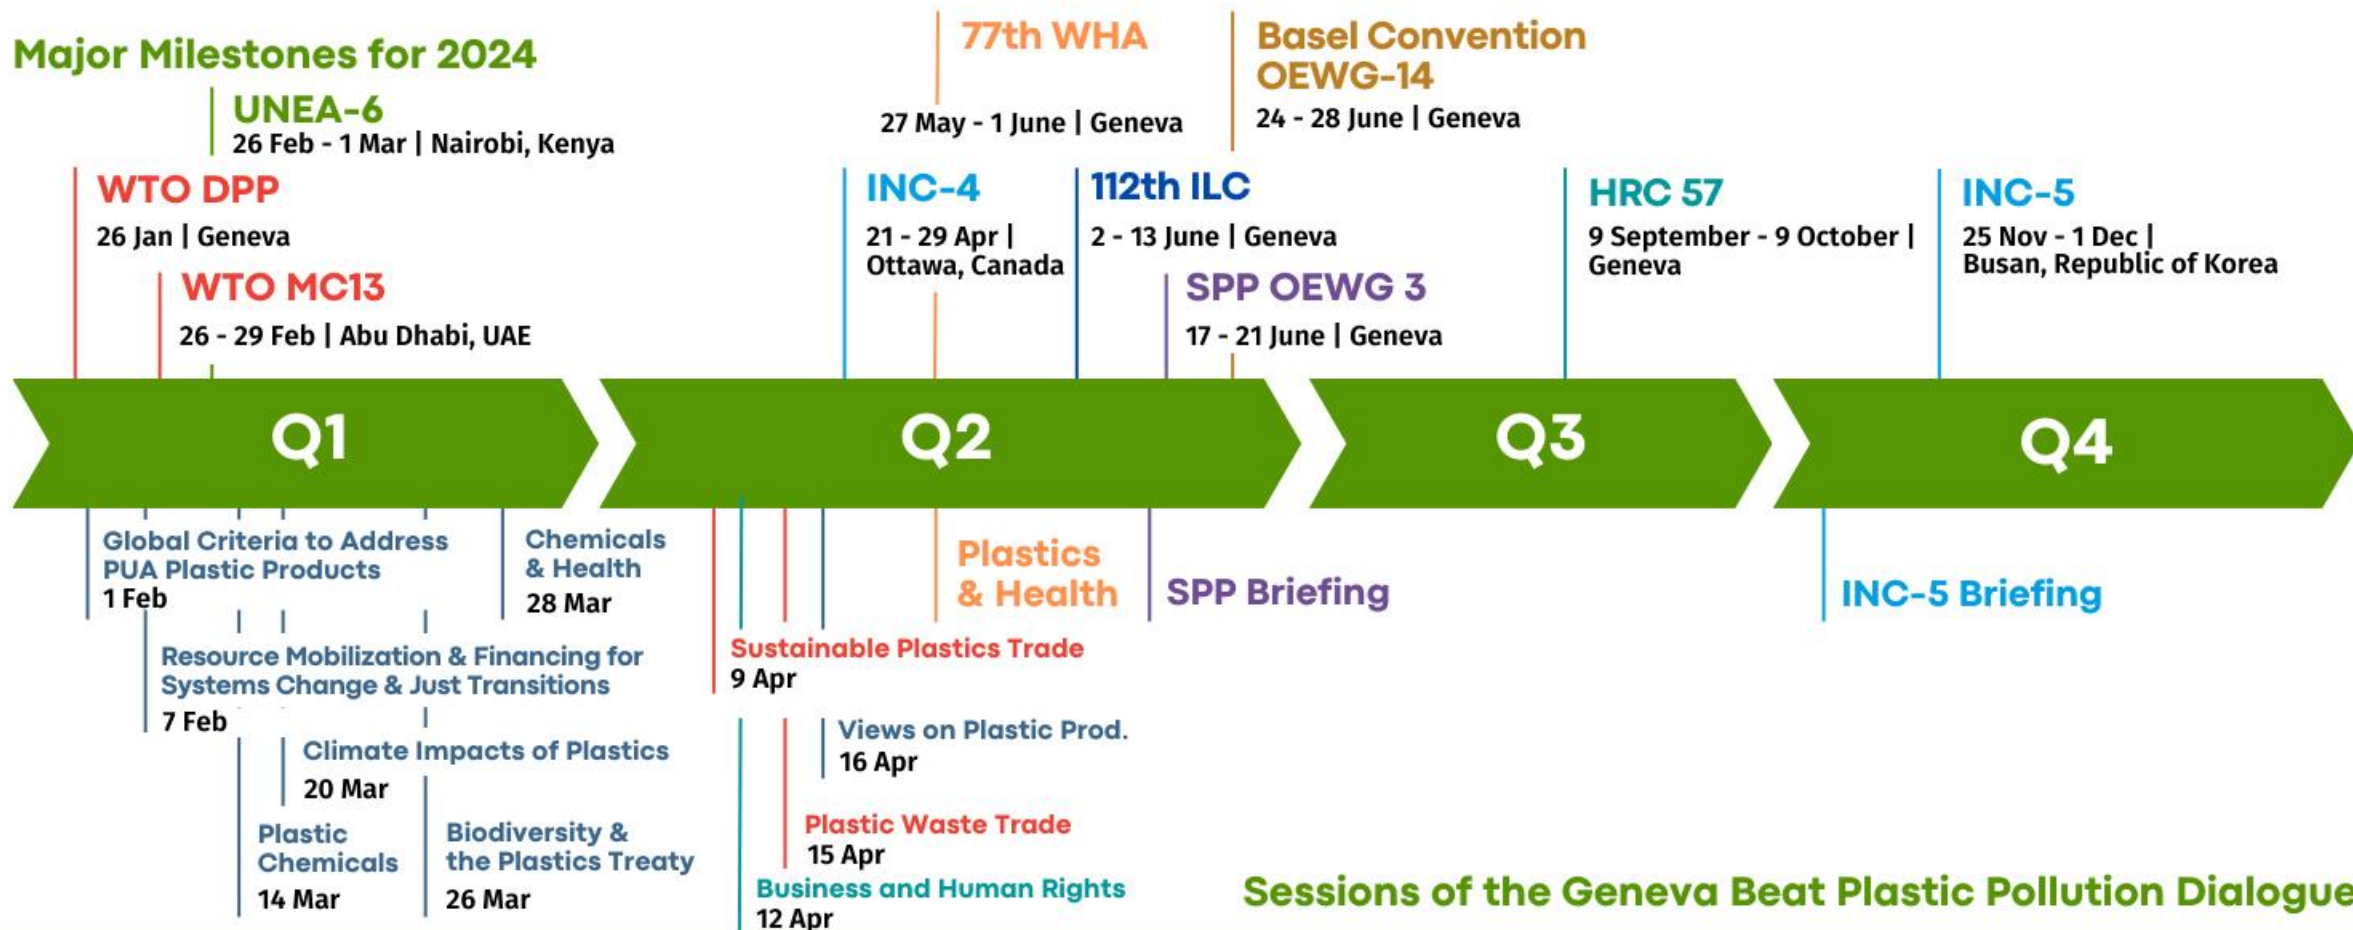 Major Milestones for 2024
UNEA-6
26 Feb - 1 Mar | Nairobi, Kenya
WTO DPP
26 Jan | Geneva
WTO MC13
26 - 29 Feb | Abu Dhabi, UAE
77th WHA
27 May - 1 June | Geneva
Basel Convention
OEWG-14
24 - 28 June | Geneva
INC-4
21 - 29 Apr |
Ottawa, Canada
112th ILC
2 - 13 June | Geneva
SPP OEWG 3
17 - 21 June | Geneva
HRC 57
9 September - 9 October |
Geneva
INC-5
25 Nov - 1 Dec |
Busan, Republic of Korea
Q1
Q2
Q3
Q4
Global Criteria to Address
PUA Plastic Products
1 Feb
Chemicals
& Health
28 Mar
Resource Mobilization & Financing for
Systems Change & Just Transitions
7 Feb
Climate Impacts of Plastics
20 Mar
Plastic
Chemicals
14 Mar
Biodiversity &
the Plastics Treaty
26 Mar
Plastics
& Health
SPP Briefing
INC-5 Briefing
Sustainable Plastics Trade
9 Apr
Views on Plastic Prod.
16 Apr
Plastic Waste Trade
15 Apr
Business and Human Rights
12 Apr
Sessions of the Geneva Beat Plastic Pollution Dialogue